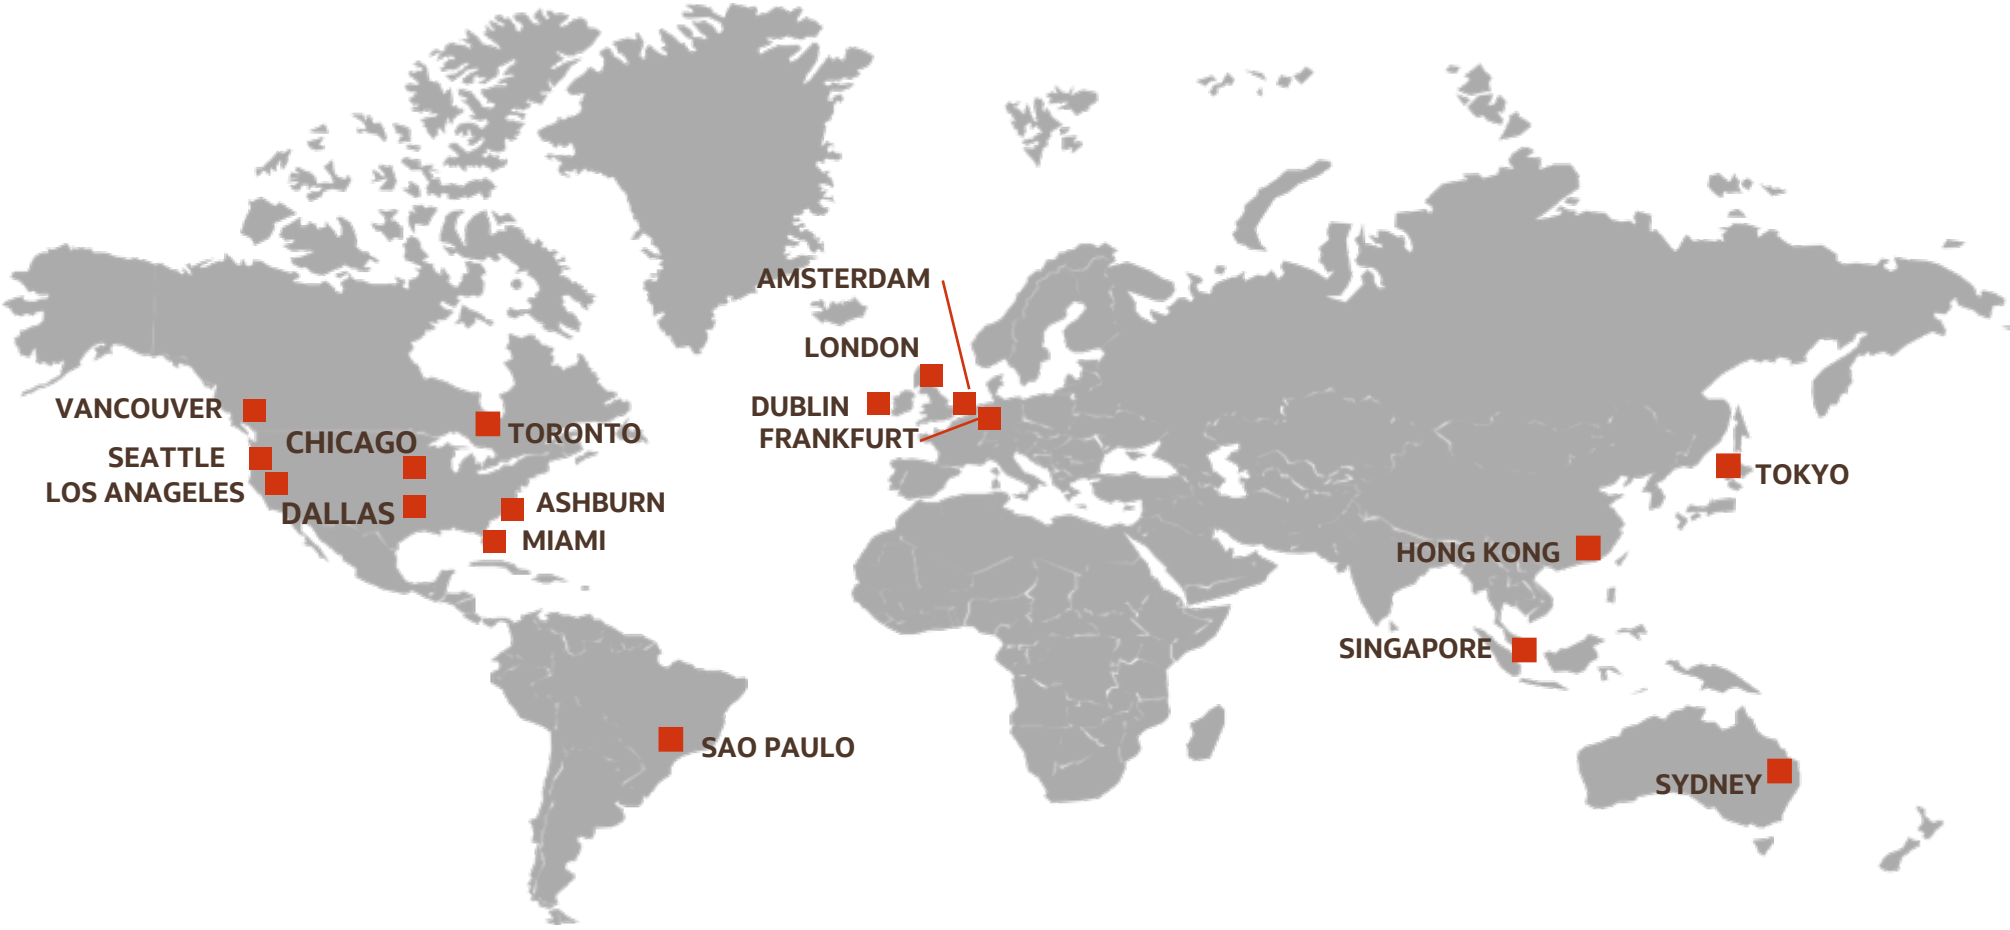 AMSTERDAM
LONDON
DUBLIN
FRANKFURT
VANCOUVER
CHICAGO
TORONTO
SEATTLE
LOS ANAGELES
DALLAS
ASHBURN
MIAMI
TOKYO
HONG KONG
SINGAPORE
SAO PAULO
SYDNEY